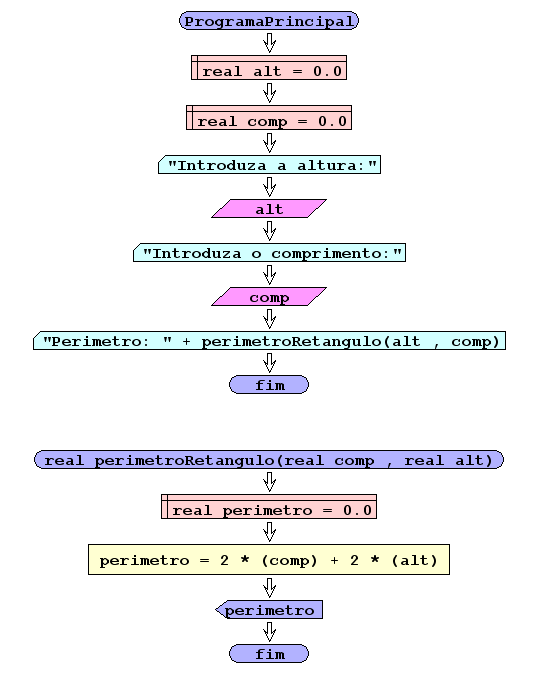 ProgramaPrincipal
real alt = 0.0
real comp = 0.0
"Introduza a altura:"
alt
"Introduza o comprimento:"
comp
"Perimetro: " + perimetroRetangulo(alt , comp)
fim
real perimetroRetangulo(real comp , real alt)
real perimetro = 0.0
perimetro = 2 * (comp) + 2 * (alt)
perimetro
fim